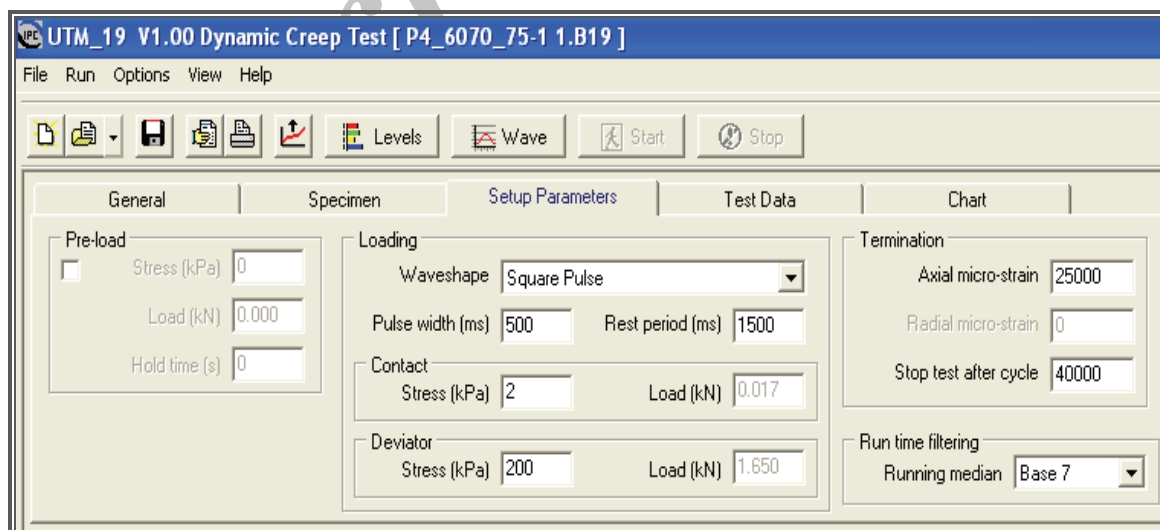 IPC UTM_19 V1.00 Dynamic Creep Test [ P4_6070_75-1 1.B19 ]
File Run Options View Help
Levels Wave Start Stop
General Specimen Setup Parameters Test Data Chart
Pre-load
Stress (kPa) 0
Load (kN) 0.000
Hold time (s) 0
Loading
Waveshape Square Pulse
Pulse width (ms) 500 Rest period (ms) 1500
Contact
Stress (kPa) 2 Load (kN) 0.017
Deviator
Stress (kPa) 200 Load (kN) 1.650
Termination
Axial micro-strain 25000
Radial micro-strain 0
Stop test after cycle 40000
Run time filtering
Running median Base 7